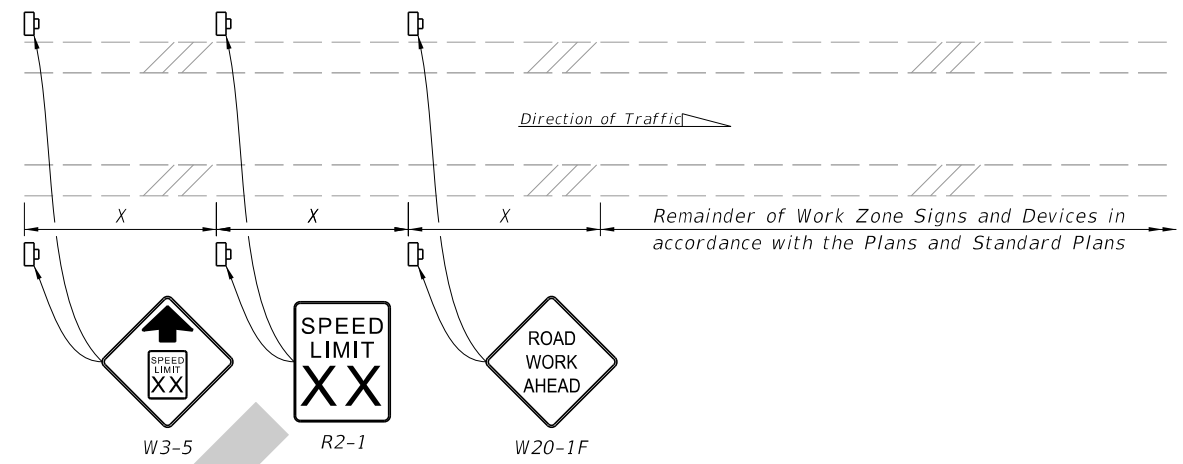 Direction of Traffic
X
X
X
Remainder of Work Zone Signs and Devices in
accordance with the Plans and Standard Plans
SPEED
LIMIT
XX
W3-5
SPEED
LIMIT
XX
R2-1
ROAD
WORK
AHEAD
W20-1F